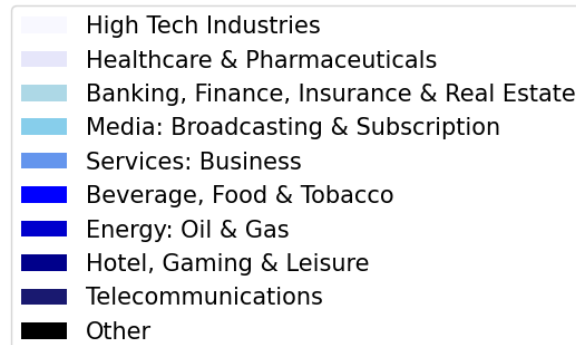 High Tech Industries
Healthcare & Pharmaceuticals
Banking, Finance, Insurance & Real Estate
Media: Broadcasting & Subscription
Services: Business
Beverage, Food & Tobacco
Energy: Oil & Gas
Hotel, Gaming & Leisure
Telecommunications
Other